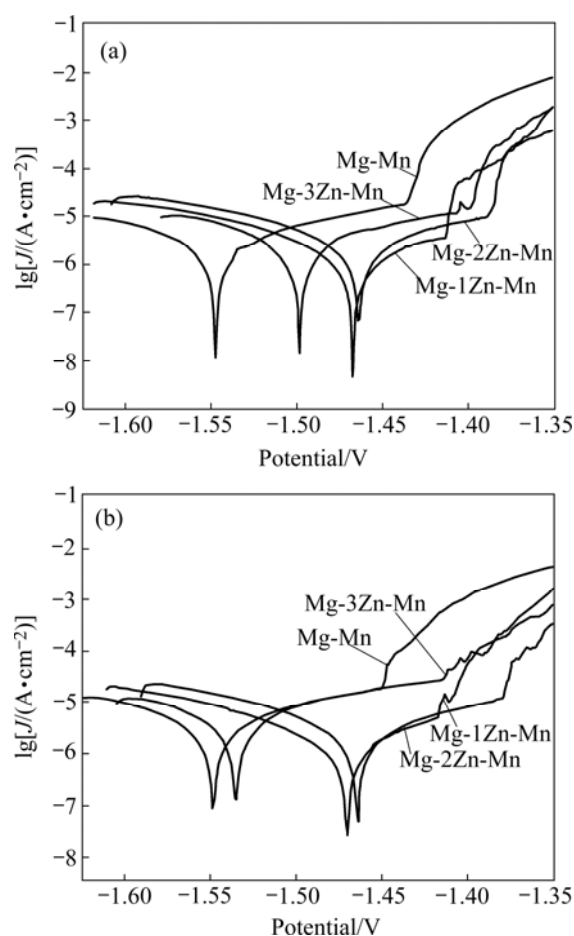 (a)
lg[J/(A•cm−2)]
−1
−2
−3
−4
−5
−6
−7
−8
−9
Mg-Mn
Mg-3Zn-Mn
Mg-2Zn-Mn
Mg-1Zn-Mn
−1.60 −1.55 −1.50 −1.45 −1.40 −1.35
Potential/V
(b)
lg[J/(A•cm−2)]
−1
−2
−3
−4
−5
−6
−7
−8
Mg-3Zn-Mn
Mg-Mn
Mg-1Zn-Mn
Mg-2Zn-Mn
−1.60 −1.55 −1.50 −1.45 −1.40 −1.35
Potential/V